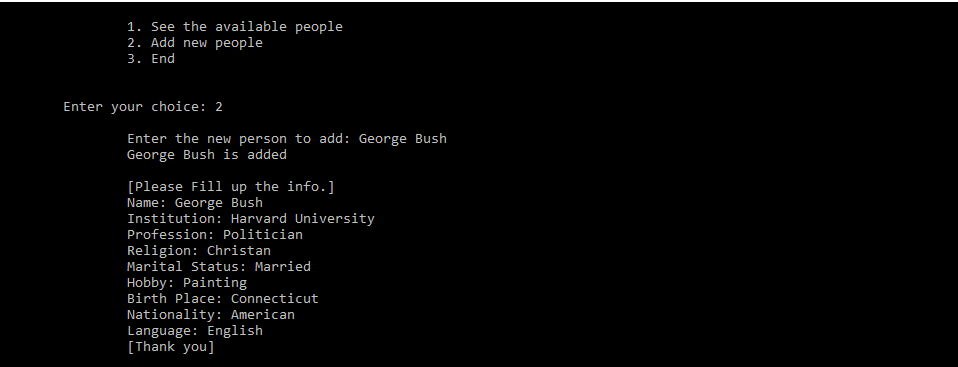 1. See the available people
2. Add new people
3. End
Enter your choice: 2
Enter the new person to add: George Bush
George Bush is added
[Please Fill up the info.]
Name: George Bush
Institution: Harvard University
Profession: Politician
Religion: Christan
Marital Status: Married
Hobby: Painting
Birth Place: Connecticut
Nationality: American
Language: English
[Thank you]